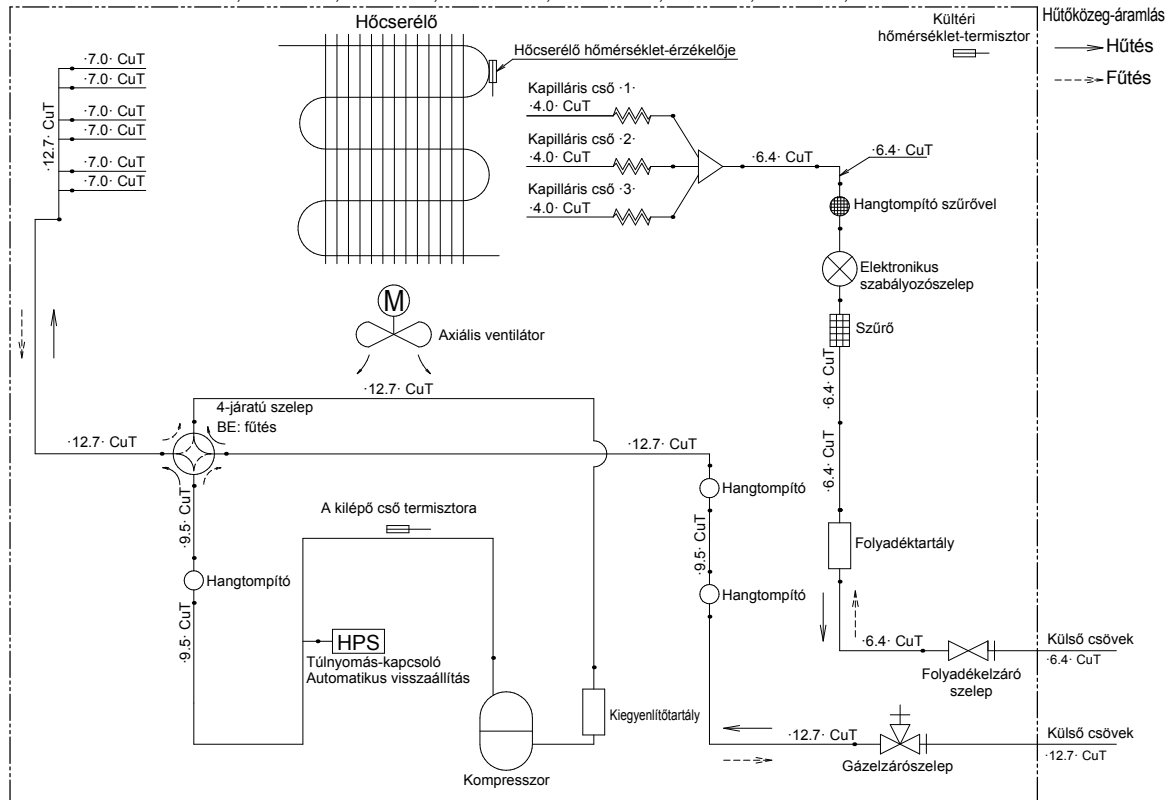 Hőcserélő
Kültéri
hőmérséklet-termisztor
Hűtőközeg-áramlás
Hűtés
Fűtés
Hőcserélő hőmérséklet-érzékelője
·7.0· CuT
·7.0· CuT
·7.0· CuT
·7.0· CuT
·7.0· CuT
·7.0· CuT
·12.7· CuT
Kapilláris cső ·1·
·4.0· CuT
Kapilláris cső ·2·
·4.0· CuT
Kapilláris cső ·3·
·4.0· CuT
·6.4· CuT
·6.4· CuT
Hangtompító szűrővel
Elektronikus
szabályozószelep
Szűrő
M
Axiális ventilátor
·6.4· CuT
·12.7· CuT
4-járatú szelep
BE: fűtés
·12.7· CuT
·12.7· CuT
·6.4· CuT
Hangtompító
A kilépő cső termisztora
·9.5· CuT
·9.5· CuT
Folyadéktartály
Hangtompító
Hangtompító
·9.5· CuT
HPS
Túlnyomás-kapcsoló
Automatikus visszaállítás
·6.4· CuT
Külső csövek
·6.4· CuT
Folyadékelzáró
szelep
Kiegyenlítőtartály
·12.7· CuT
Külső csövek
·12.7· CuT
Gázelzárószelep
Kompresszor